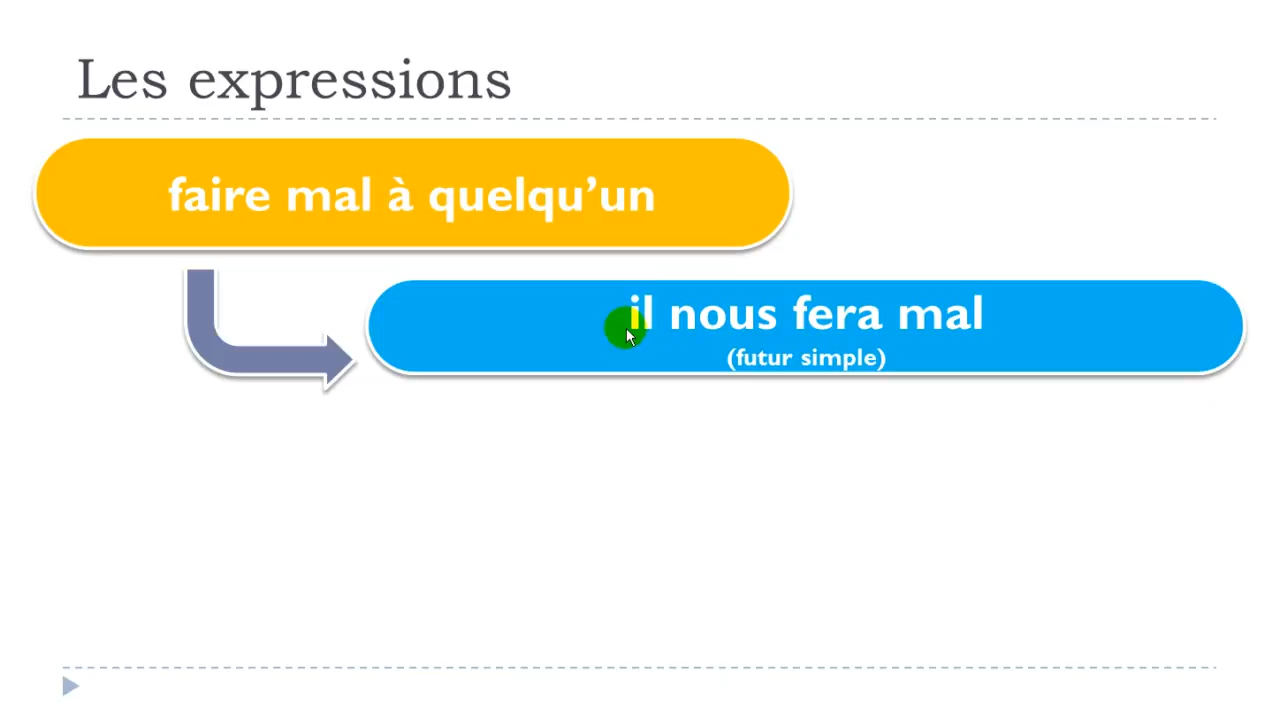 Les expressions
faire mal à quelqu’un
il nous fera mal
(futur simple)